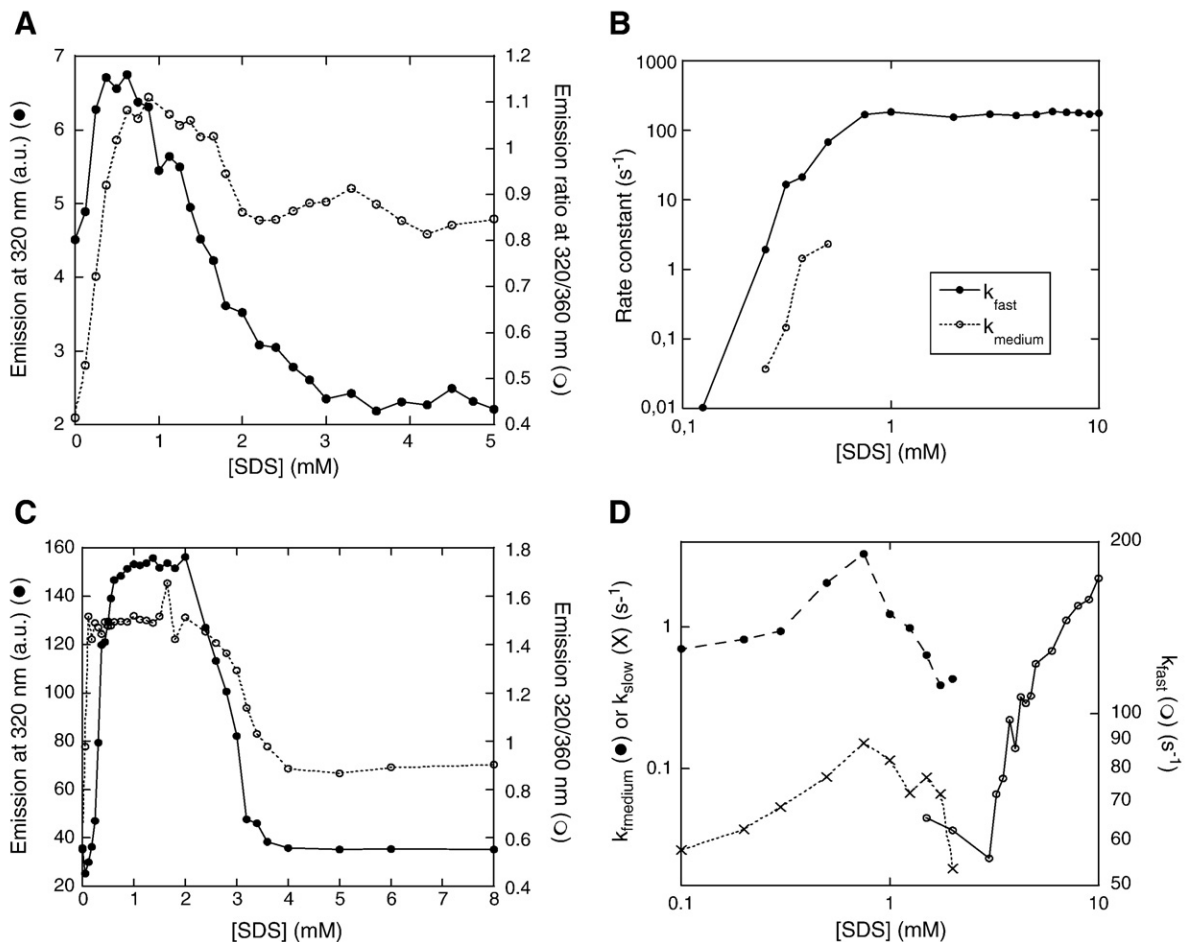 A
Emission at 320 nm (a.u.) (●)
7
6
5
4
3
2
0 1 2 3 4 5
[SDS] (mM)
1.2
1.1
1
0.9
0.8
0.7
0.6
0.5
0.4
Emission ratio at 320/360 nm (○)
B
Rate constant (s-1)
1000
100
10
1
0,1
0,01
0,1 1 10
[SDS] (mM)
kfast
kmedium
C
Emission at 320 nm (a.u.) (●)
160
140
120
100
80
60
40
20
0 1 2 3 4 5 6 7 8
[SDS] (mM)
1.8
1.6
1.4
1.2
1
0.8
0.6
0.4
Emission 320/360 nm (○)
D
kfmedium (●) or kslow (X) (s-1)
1
0.1
0.1 1 10
[SDS] (mM)
200
100
90
80
70
60
50
kfast (○) (s-1)